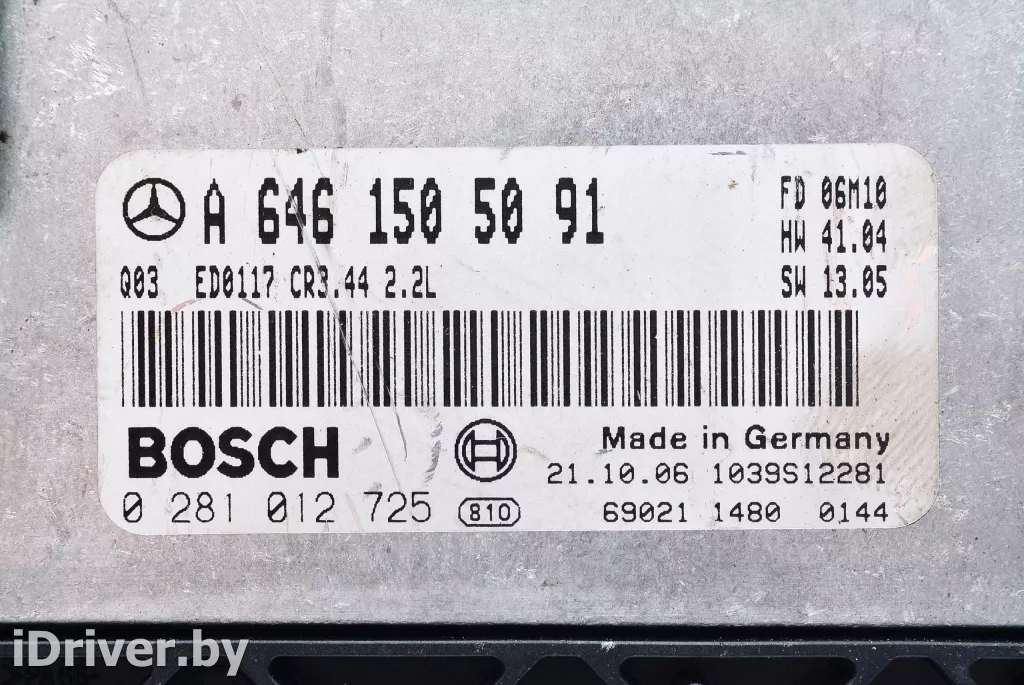 A 646 150 50 91
FD 06M10
HW 41.04
Q03 ED0117 CR3.44 2.2L
SW 13.05
BOSCH
Made in Germany
21.10.06 1039S12281
0 281 012 725
810
69021 1480 0144
iDriver.by